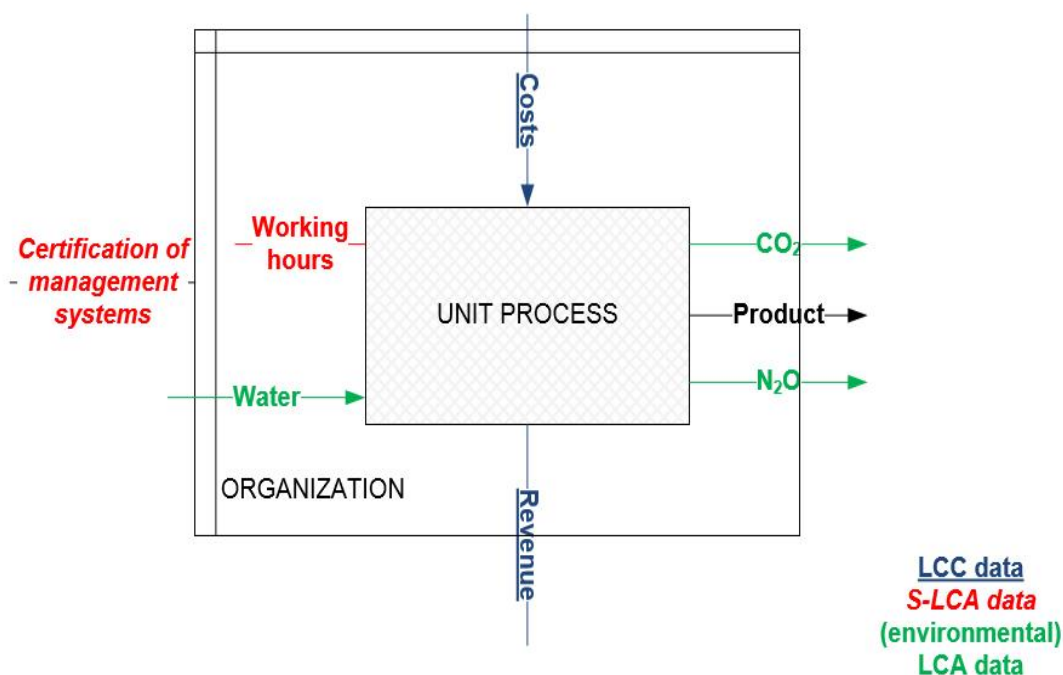 Costs
Working
hours
CO₂
Certification of
management
systems
UNIT PROCESS
Product
Water
N₂O
ORGANIZATION
Revenue
LCC data
S-LCA data
(environmental)
LCA data